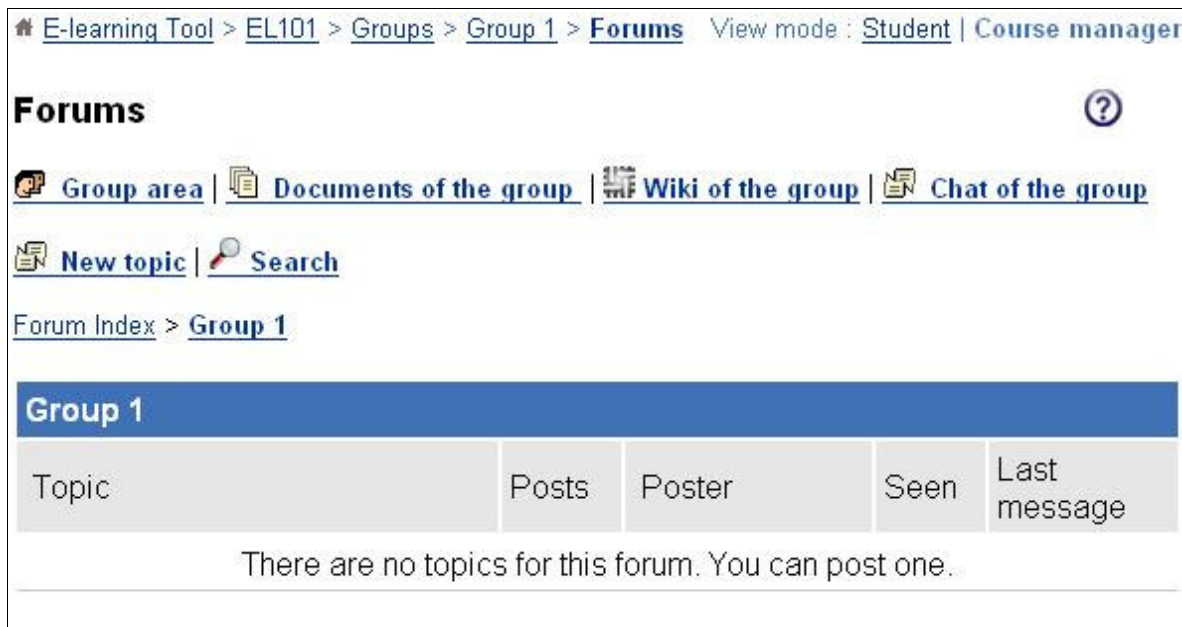 E-learning Tool > EL101 > Groups > Group 1 > Forums View mode : Student | Course manager
Forums
Group area | Documents of the group | Wiki of the group | Chat of the group
New topic | Search
Forum Index > Group 1
Group 1
Topic Posts Poster Seen Last message
There are no topics for this forum. You can post one.